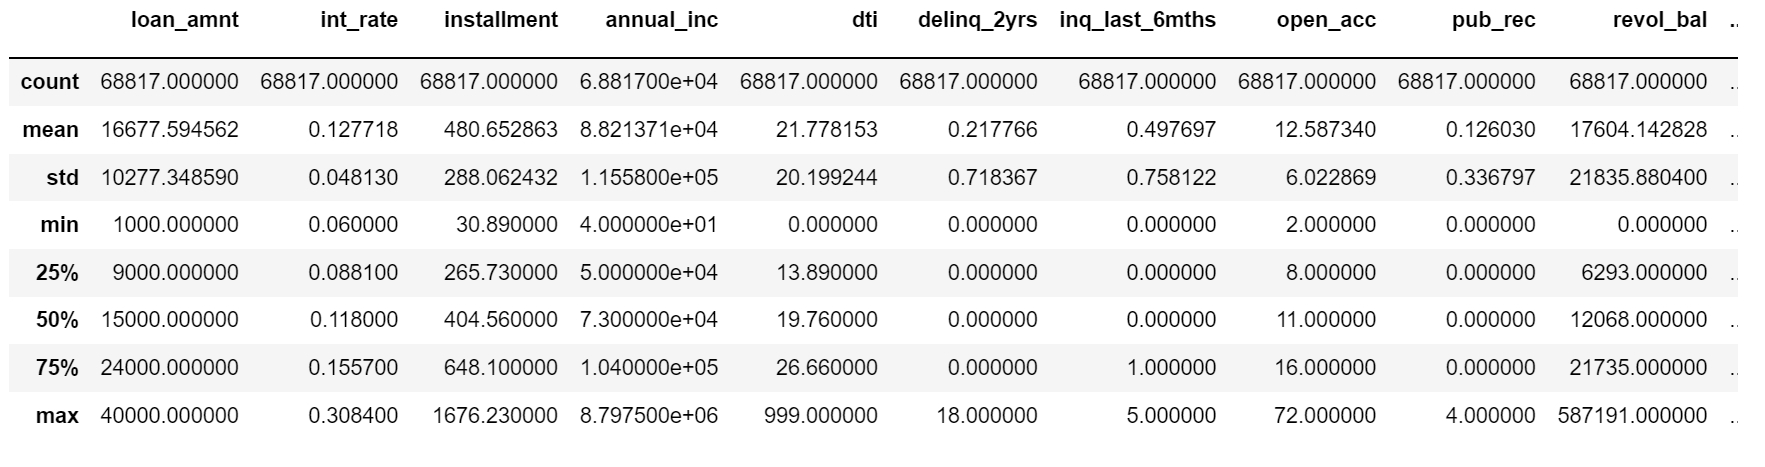 loan_amnt int_rate installment annual_inc dti delinq_2yrs inq_last_6mths open_acc pub_rec revol_bal ..
count 68817.000000 68817.000000 68817.000000 6.881700e+04 68817.000000 68817.000000 68817.000000 68817.000000 68817.000000 68817.000000 ..
mean 16677.594562 0.127718 480.652863 8.821371e+04 21.778153 0.217766 0.497697 12.587340 0.126030 17604.142828 ..
std 10277.348590 0.048130 288.062432 1.155800e+05 20.199244 0.718367 0.758122 6.022869 0.336797 21835.880400 ..
min 1000.000000 0.060000 30.890000 4.000000e+01 0.000000 0.000000 0.000000 2.000000 0.000000 0.000000 ..
25% 9000.000000 0.088100 265.730000 5.000000e+04 13.890000 0.000000 0.000000 8.000000 0.000000 6293.000000 ..
50% 15000.000000 0.118000 404.560000 7.300000e+04 19.760000 0.000000 0.000000 11.000000 0.000000 12068.000000 ..
75% 24000.000000 0.155700 648.100000 1.040000e+05 26.660000 0.000000 1.000000 16.000000 0.000000 21735.000000 ..
max 40000.000000 0.308400 1676.230000 8.797500e+06 999.000000 18.000000 5.000000 72.000000 4.000000 587191.000000 ..